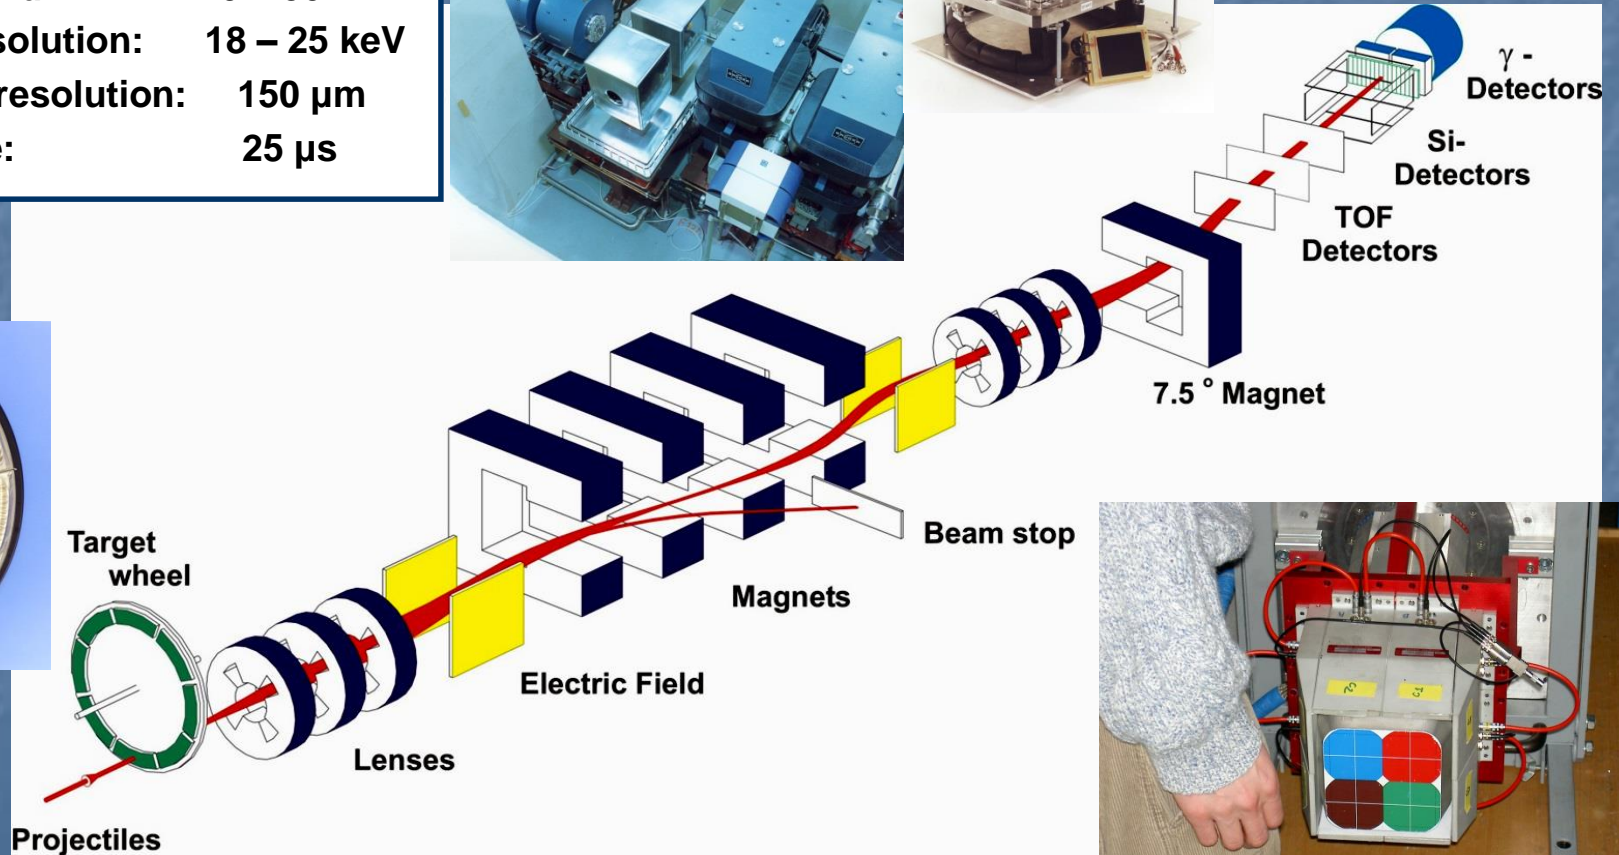 solution: 18 – 25 keV
resolution: 150 µm
25 µs
γ -
Detectors
Si-
Detectors
TOF
Detectors
7.5 ° Magnet
Beam stop
Magnets
Target
wheel
Electric Field
Lenses
Projectiles